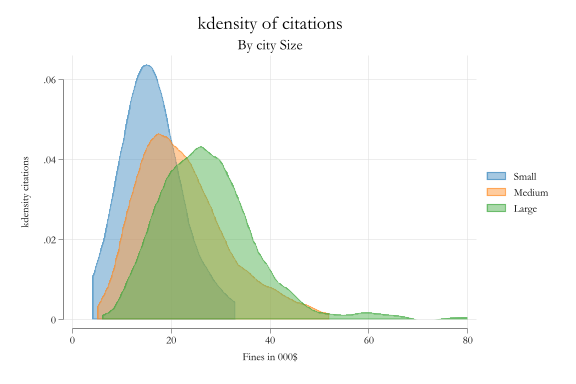 kdensity of citations
By city Size
kdensity citations
.06
.04
.02
0
0 20 40 60 80
Fines in 000$
Small
Medium
Large